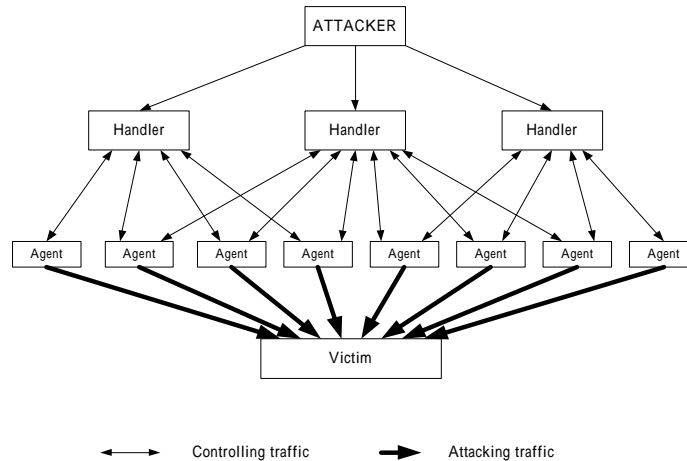 ATTACKER
Handler Handler Handler
Agent Agent Agent Agent Agent Agent Agent Agent
Victim
Controlling traffic Attacking traffic